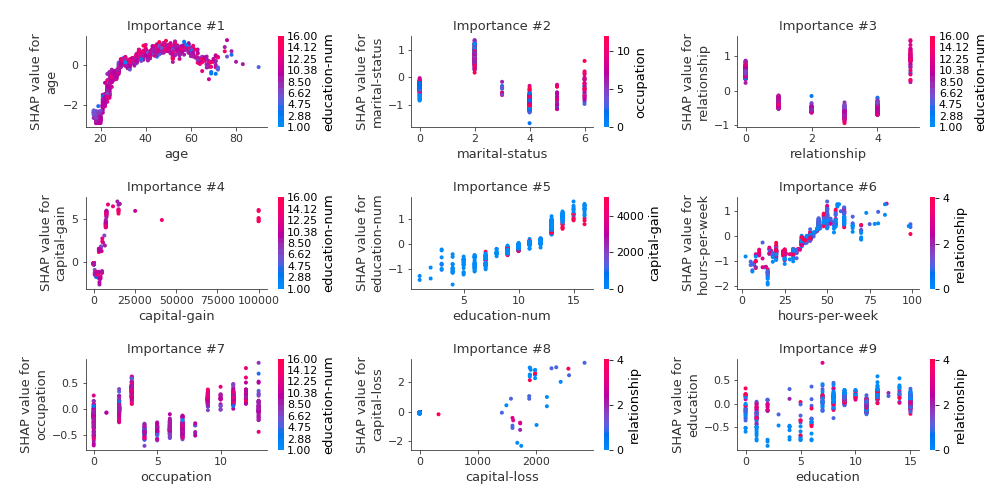 Importance #1
SHAP value for
age
0
−2
20 40 60 80
age
16.00
14.12
12.25
10.38
8.50
6.62
4.75
2.88
1.00
education-num
Importance #2
SHAP value for
marital-status
1
0
−1
0 2 4 6
marital-status
10
5
0
occupation
Importance #3
SHAP value for
relationship
1
0
−1
0 2 4
relationship
16.00
14.12
12.25
10.38
8.50
6.62
4.75
2.88
1.00
education-num
Importance #4
SHAP value for
capital-gain
5
0
0 25000 50000 75000 100000
capital-gain
16.00
14.12
12.25
10.38
8.50
6.62
4.75
2.88
1.00
education-num
Importance #5
SHAP value for
education-num
1
0
−1
5 10 15
education-num
4000
2000
0
capital-gain
Importance #6
SHAP value for
hours-per-week
1
0
−1
−2
0 25 50 75 100
hours-per-week
4
2
0
relationship
Importance #7
SHAP value for
occupation
0.5
0.0
−0.5
0 5 10
occupation
16.00
14.12
12.25
10.38
8.50
6.62
4.75
2.88
1.00
education-num
Importance #8
SHAP value for
capital-loss
2
0
−2
0 1000 2000
capital-loss
4
2
0
relationship
Importance #9
SHAP value for
education
0.5
0.0
−0.5
0 5 10 15
education
4
2
0
relationship